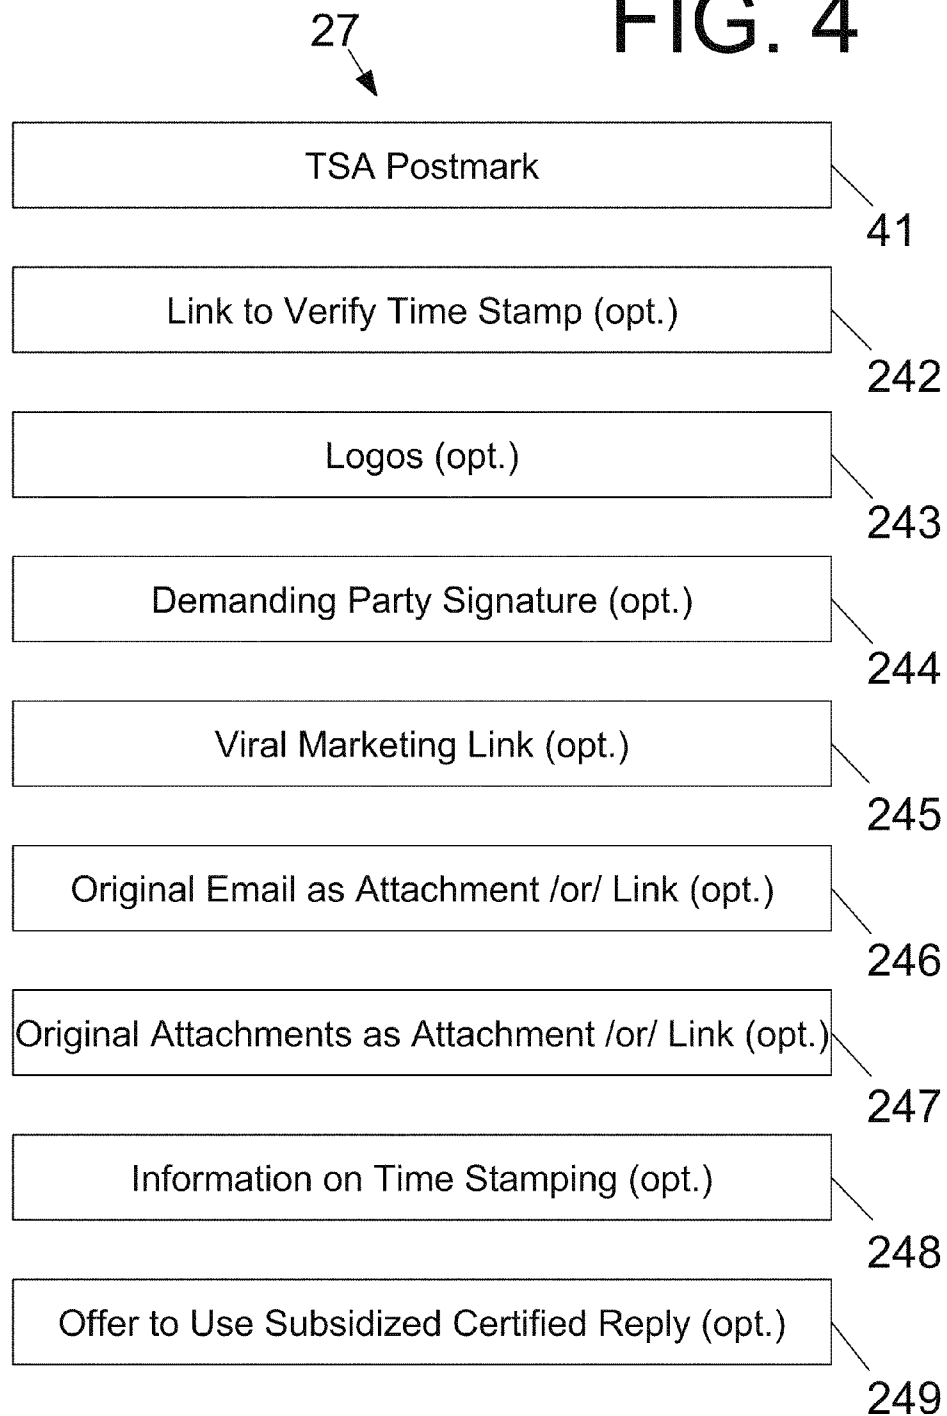 FIG. 4
27
TSA Postmark
41
Link to Verify Time Stamp (opt.)
242
Logos (opt.)
243
Demanding Party Signature (opt.)
244
Viral Marketing Link (opt.)
245
Original Email as Attachment /or/ Link (opt.)
246
Original Attachments as Attachment /or/ Link (opt.)
247
Information on Time Stamping (opt.)
248
Offer to Use Subsidized Certified Reply (opt.)
249